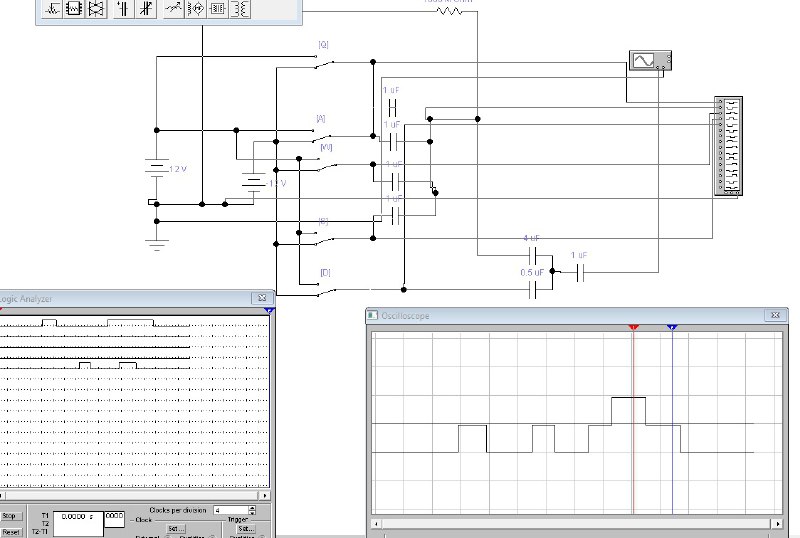 [Q]
1 uF
[A]
1 uF
[W]
12 V
1 uF
12 V
1 uF
[D]
4 uF
1 uF
0.5 uF
Logic Analyzer
Oscilloscope
Stop
T1
0.0000 s
0000
Clocks per division
4
T2
Clock
Trigger
Reset
T2-T1
Set...
Set...